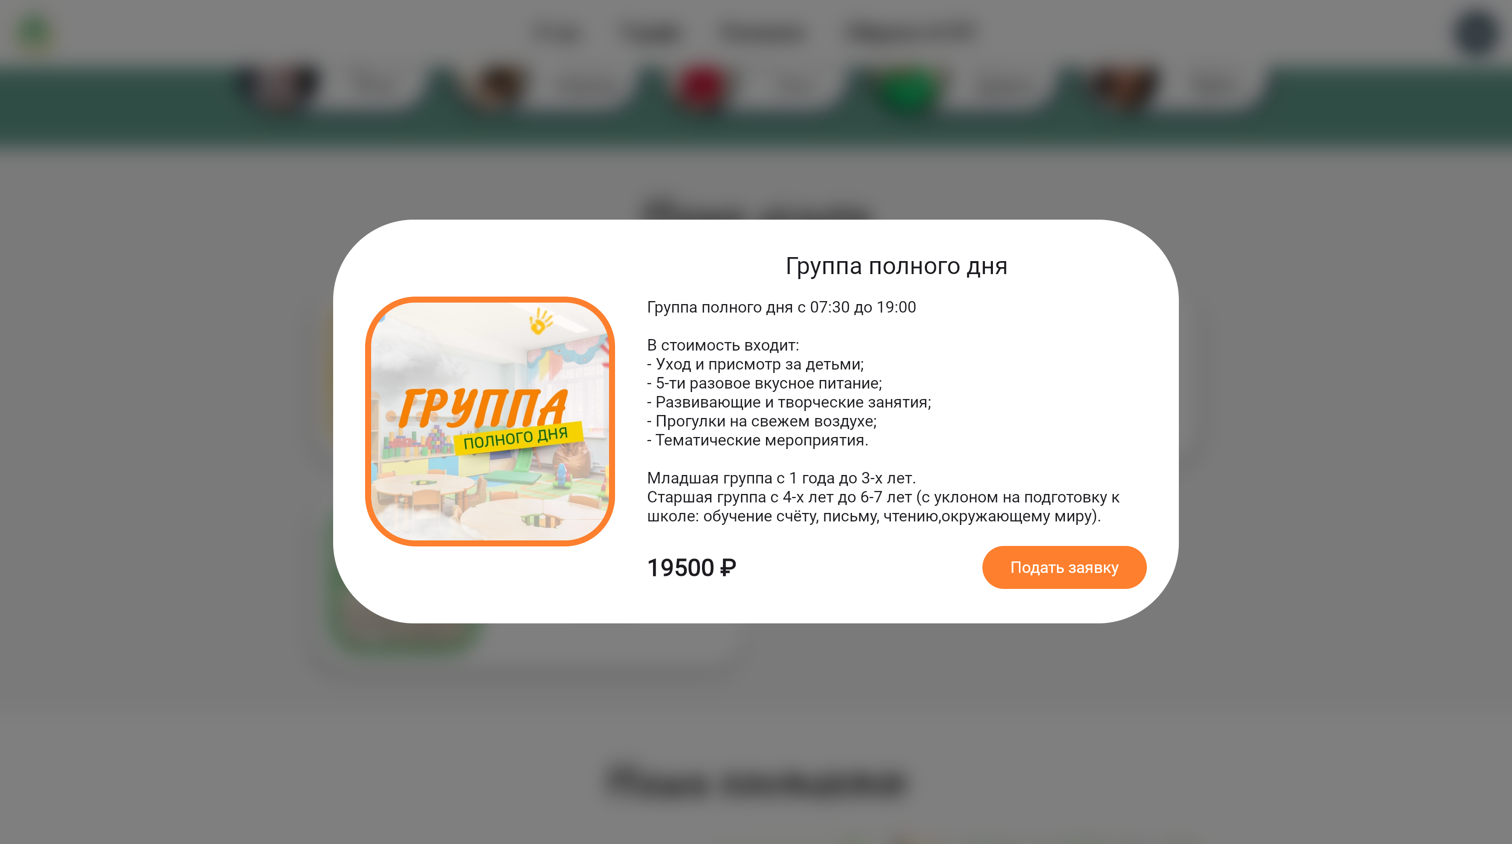 Группа полного дня
Группа полного дня с 07:30 до 19:00
В стоимость входит:
- Уход и присмотр за детьми;
- 5-ти разовое вкусное питание;
- Развивающие и творческие занятия;
- Прогулки на свежем воздухе;
- Тематические мероприятия.
Младшая группа с 1 года до 3-х лет.
Старшая группа с 4-х лет до 6-7 лет (с уклоном на подготовку к
школе: обучение счёту, письму, чтению,окружающему миру).
19500 ₽
Подать заявку
ГРУППА
ПОЛНОГО ДНЯ